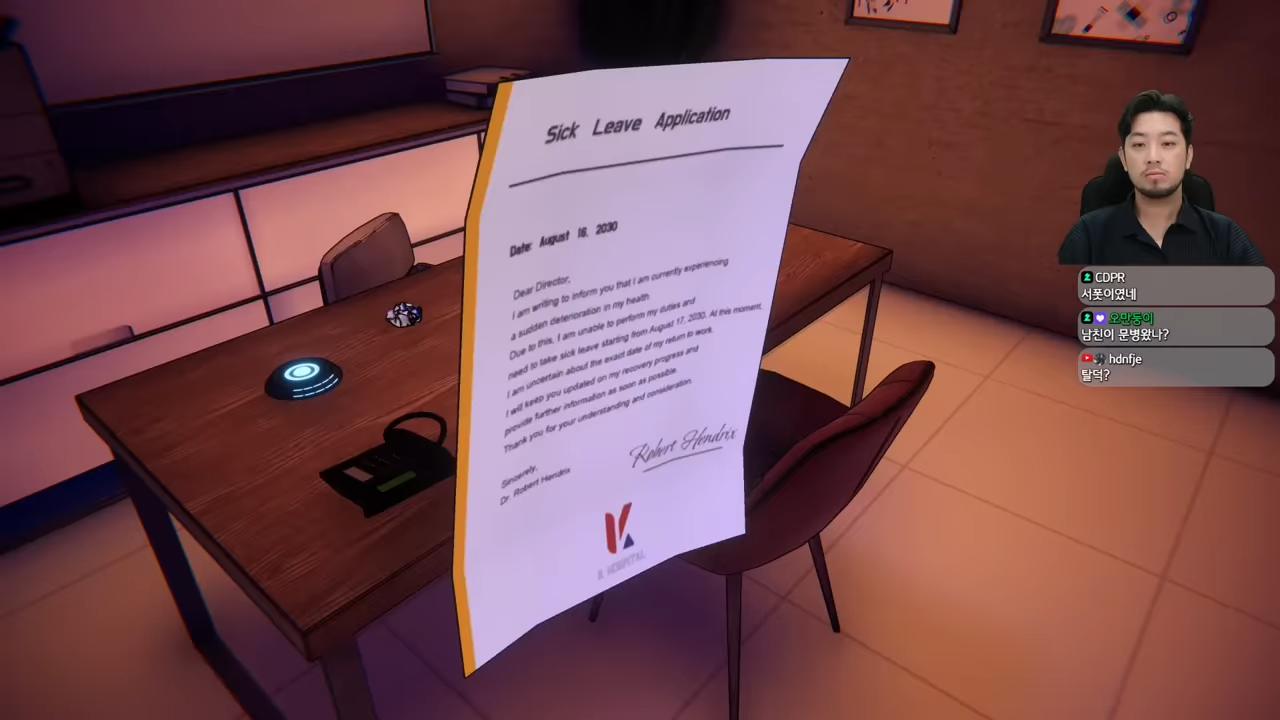 Sick Leave Application
Date: August 16, 2030
Dear Director,
I am writing to inform you that I am currently experiencing
a sudden deterioration in my health.
Due to this, I am unable to perform my duties and
need to take sick leave starting from August 17, 2030. At this moment,
I am uncertain about the exact date of my return to work.
I will keep you updated on my recovery progress and
provide further information as soon as possible.
Thank you for your understanding and consideration.
Robert Hendrix
Sincerely,
Dr. Robert Hendrix
K HOSPITAL
CDPR
서폿이였네
오만둥이
남친이 문병왔나?
hdnfje
탈덕?